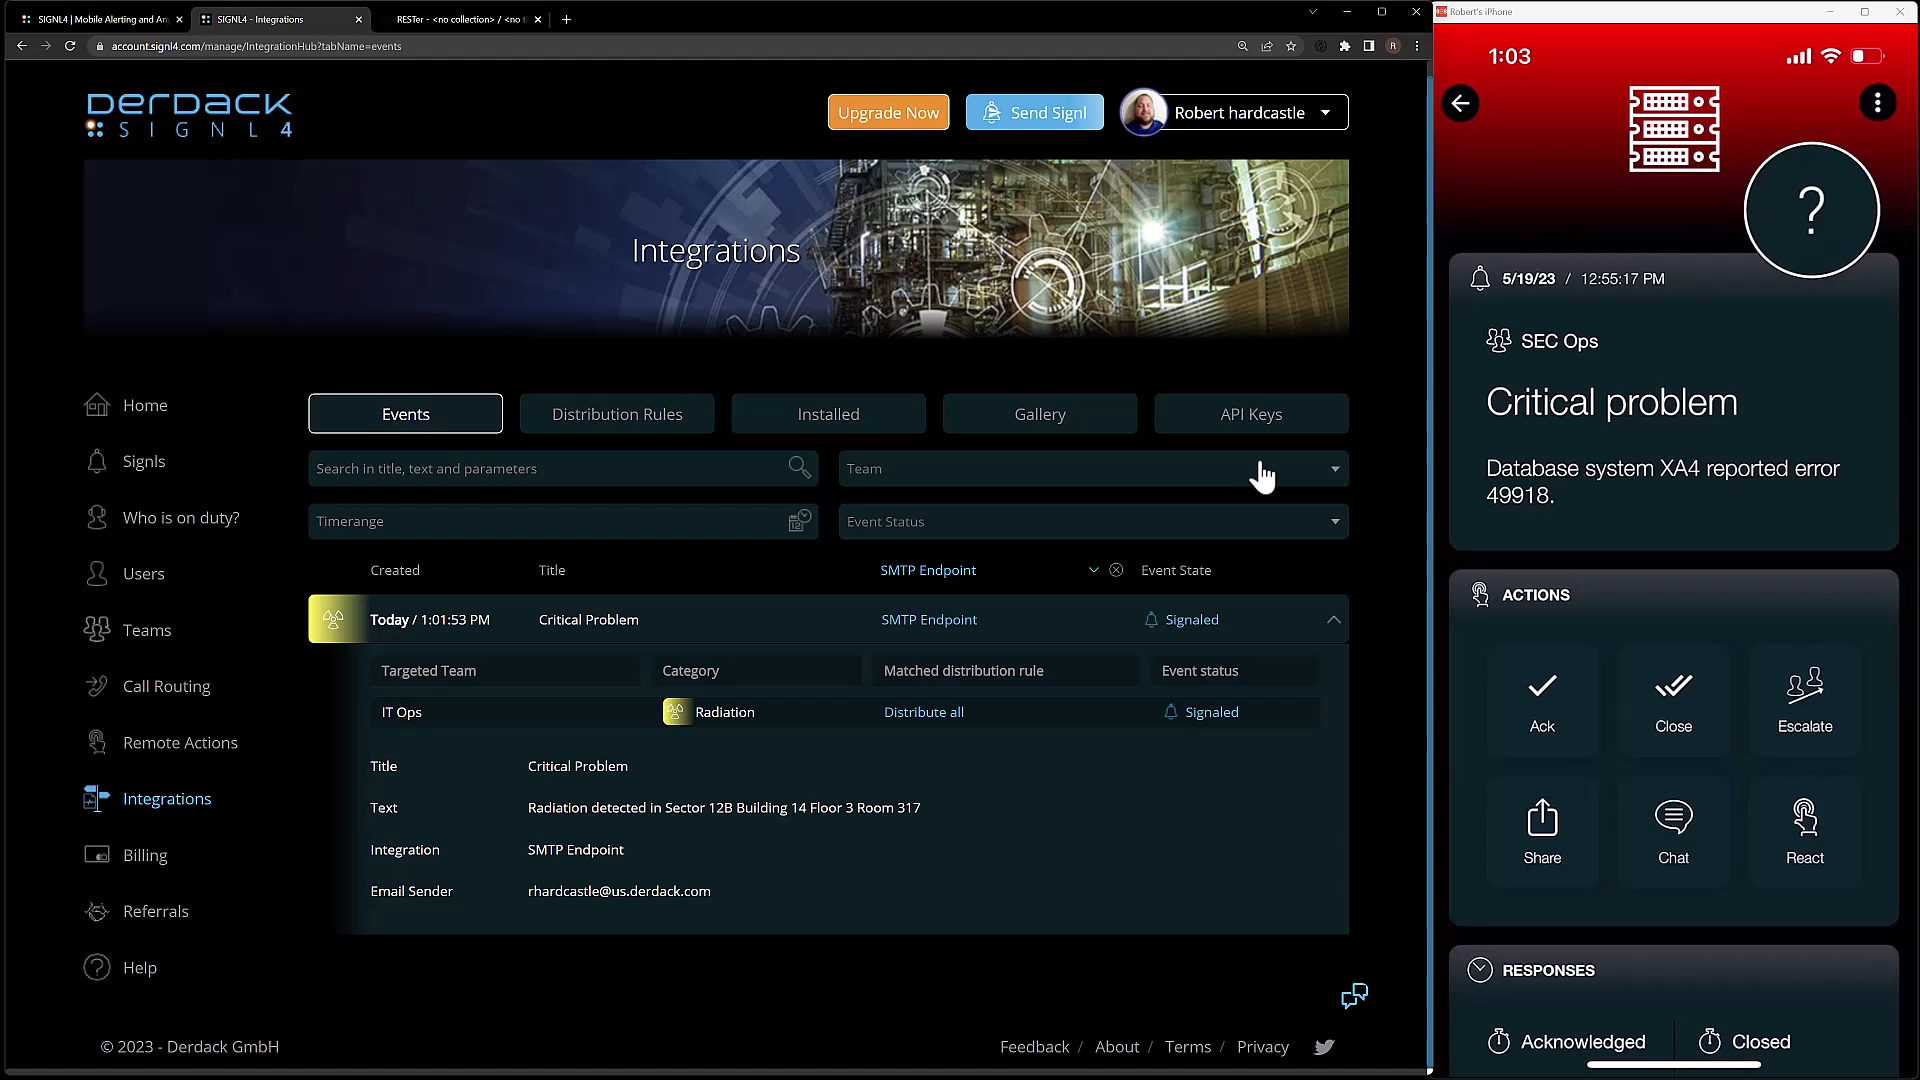 SIGNL4 | Mobile Alerting and An
SIGNL4 - Integrations
RESTer - <no collection> / <no ti
account.signl4.com/manage/IntegrationHub?tabName=events
R
DERDACK
SIGNL4
Upgrade Now
Send Signl
Robert hardcastle
Integrations
Home
Signls
Who is on duty?
Users
Teams
Call Routing
Remote Actions
Integrations
Billing
Referrals
Help
Events
Distribution Rules
Installed
Gallery
API Keys
Search in title, text and parameters
Team
Timerange
12
Event Status
Created
Title
SMTP Endpoint
Event State
Today / 1:01:53 PM
Critical Problem
SMTP Endpoint
Signaled
Targeted Team
Category
Matched distribution rule
Event status
IT Ops
Radiation
Distribute all
Signaled
Title
Critical Problem
Text
Radiation detected in Sector 12B Building 14 Floor 3 Room 317
Integration
SMTP Endpoint
Email Sender
rhardcastle@us.derdack.com
© 2023 - Derdack GmbH
Feedback / About / Terms / Privacy
Robert's iPhone
1:03
?
5/19/23 / 12:55:17 PM
SEC Ops
Critical problem
Database system XA4 reported error
49918.
ACTIONS
Ack
Close
Escalate
Share
Chat
React
RESPONSES
Acknowledged
Closed